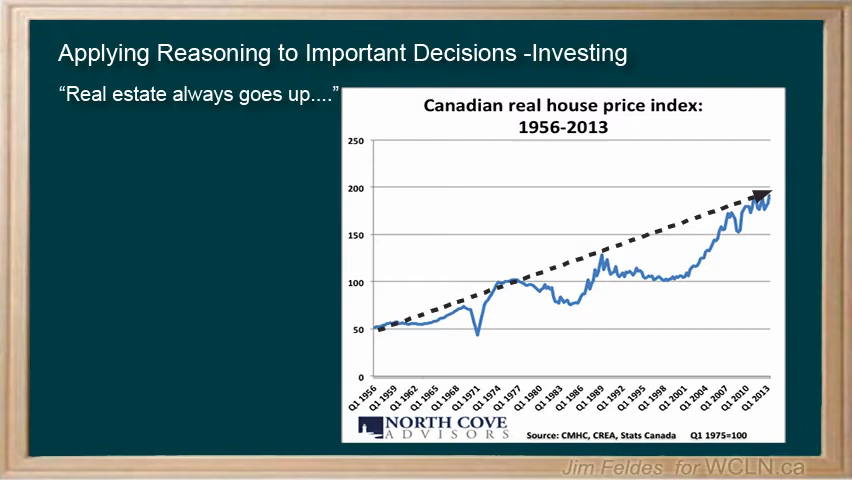 Applying Reasoning to Important Decisions -Investing
“Real estate always goes up....”
Canadian real house price index:
1956-2013
250
200
150
100
50
0
Q1 1956
Q1 1959
Q1 1962
Q1 1965
Q1 1968
Q1 1971
Q1 1974
Q1 1977
Q1 1980
Q1 1983
Q1 1986
Q1 1989
Q1 1992
Q1 1995
Q1 1998
Q1 2001
Q1 2004
Q1 2007
Q1 2010
Q1 2013
NORTH COVE
ADVISORS
Source: CMHC, CREA, Stats Canada Q1 1975=100
Jim Feldes for WCLN.ca